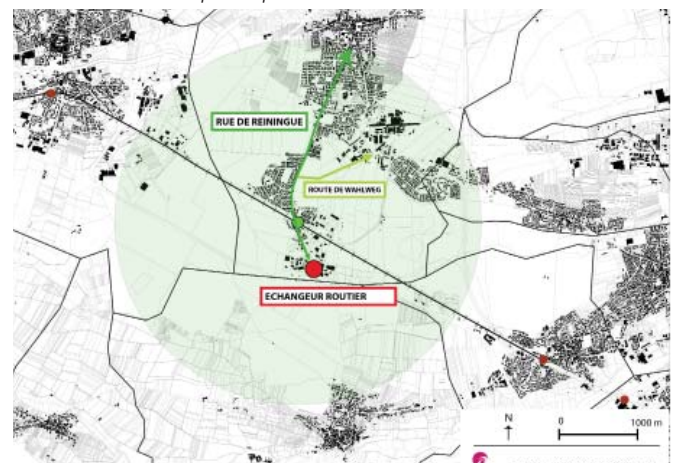 RUE DE REININGUE
ROUTE DE WAHLWEG
ECHANGEUR ROUTIER
N
0 1000 m